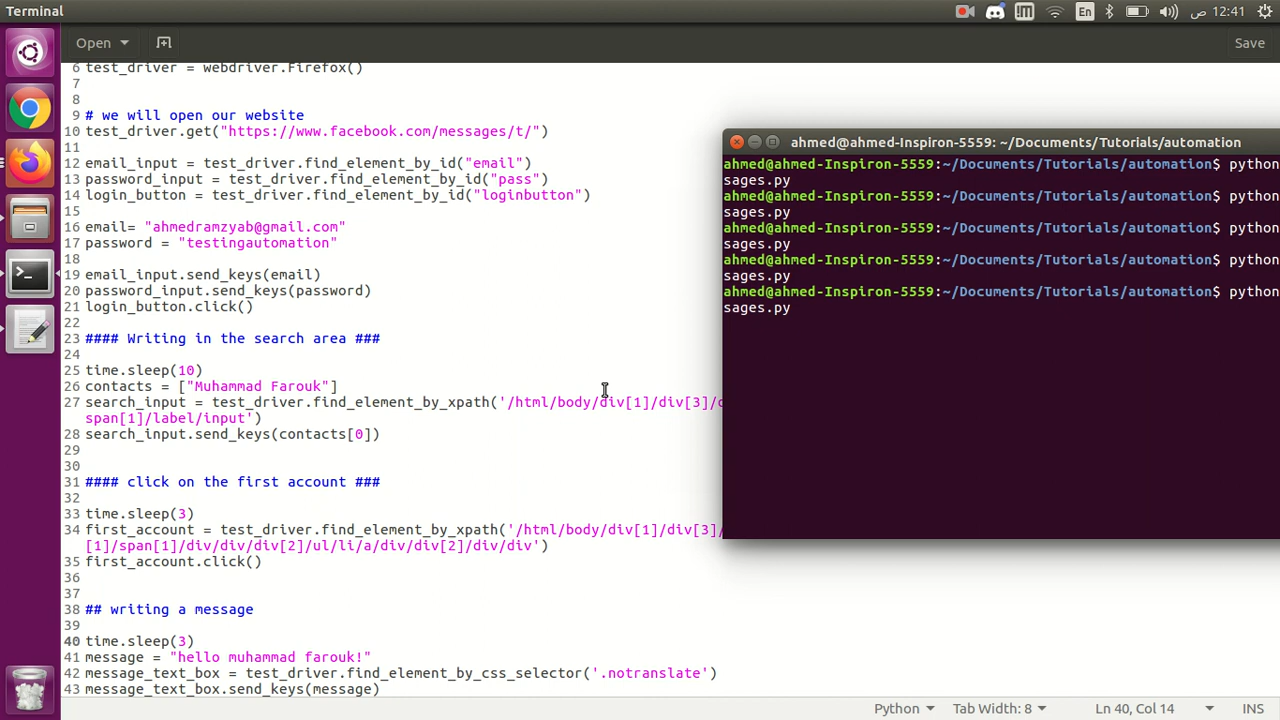 Terminal
En
12:41 ص
Open
Save
6 test_driver = webdriver.Firefox()
7
8
9 # we will open our website
10 test_driver.get("https://www.facebook.com/messages/t/")
11
12 email_input = test_driver.find_element_by_id("email")
13 password_input = test_driver.find_element_by_id("pass")
14 login_button = test_driver.find_element_by_id("loginbutton")
15
16 email= "ahmedramzyab@gmail.com"
17 password = "testingautomation"
18
19 email_input.send_keys(email)
20 password_input.send_keys(password)
21 login_button.click()
22
23 #### Writing in the search area ###
24
25 time.sleep(10)
26 contacts = ["Muhammad Farouk"]
27 search_input = test_driver.find_element_by_xpath('/html/body/div[1]/div[3]/
span[1]/label/input')
28 search_input.send_keys(contacts[0])
29
30
31 #### click on the first account ###
32
33 time.sleep(3)
34 first_account = test_driver.find_element_by_xpath('/html/body/div[1]/div[3]/
[1]/span[1]/div/div/div[2]/ul/li/a/div/div[2]/div/div')
35 first_account.click()
36
37
38 ## writing a message
39
40 time.sleep(3)
41 message = "hello muhammad farouk!"
42 message_text_box = test_driver.find_element_by_css_selector('.notranslate')
43 message_text_box.send_keys(message)
Python
Tab Width: 8
Ln 40, Col 14
INS
ahmed@ahmed-Inspiron-5559: ~/Documents/Tutorials/automation
ahmed@ahmed-Inspiron-5559:~/Documents/Tutorials/automation$ python
sages.py
ahmed@ahmed-Inspiron-5559:~/Documents/Tutorials/automation$ python
sages.py
ahmed@ahmed-Inspiron-5559:~/Documents/Tutorials/automation$ python
sages.py
ahmed@ahmed-Inspiron-5559:~/Documents/Tutorials/automation$ python
sages.py
ahmed@ahmed-Inspiron-5559:~/Documents/Tutorials/automation$ python
sages.py